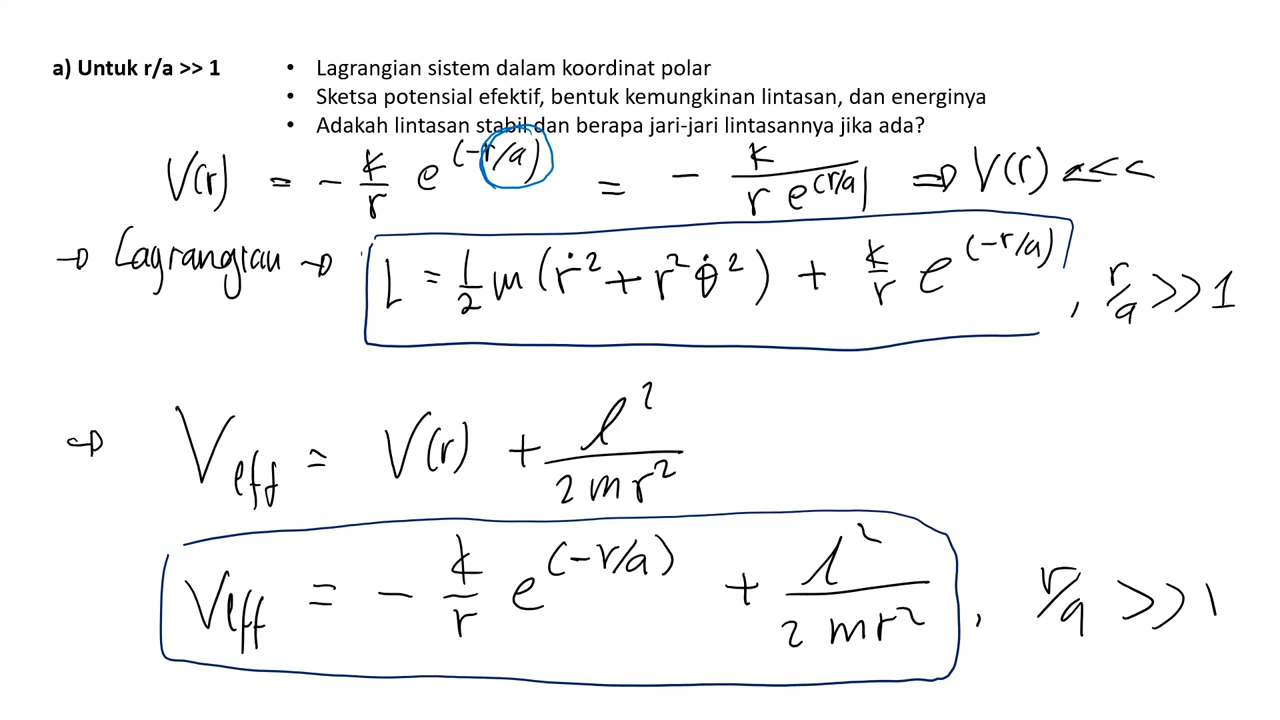 a) Untuk r/a >> 1
• Lagrangian sistem dalam koordinat polar
• Sketsa potensial efektif, bentuk kemungkinan lintasan, dan energinya
• Adakah lintasan stabil dan berapa jari-jari lintasannya jika ada?
V(r) = - k/r e^(-r/a) = - k/(r e^(r/a)) ⇒ V(r) <<<
→ Lagrangian → L = 1/2 m (ṙ² + r² θ̇²) + k/r e^(-r/a) , r/a >> 1
⇒ V_eff = V(r) + l²/(2mr²)
V_eff = - k/r e^(-r/a) + l²/(2mr²) , r/a >> 1